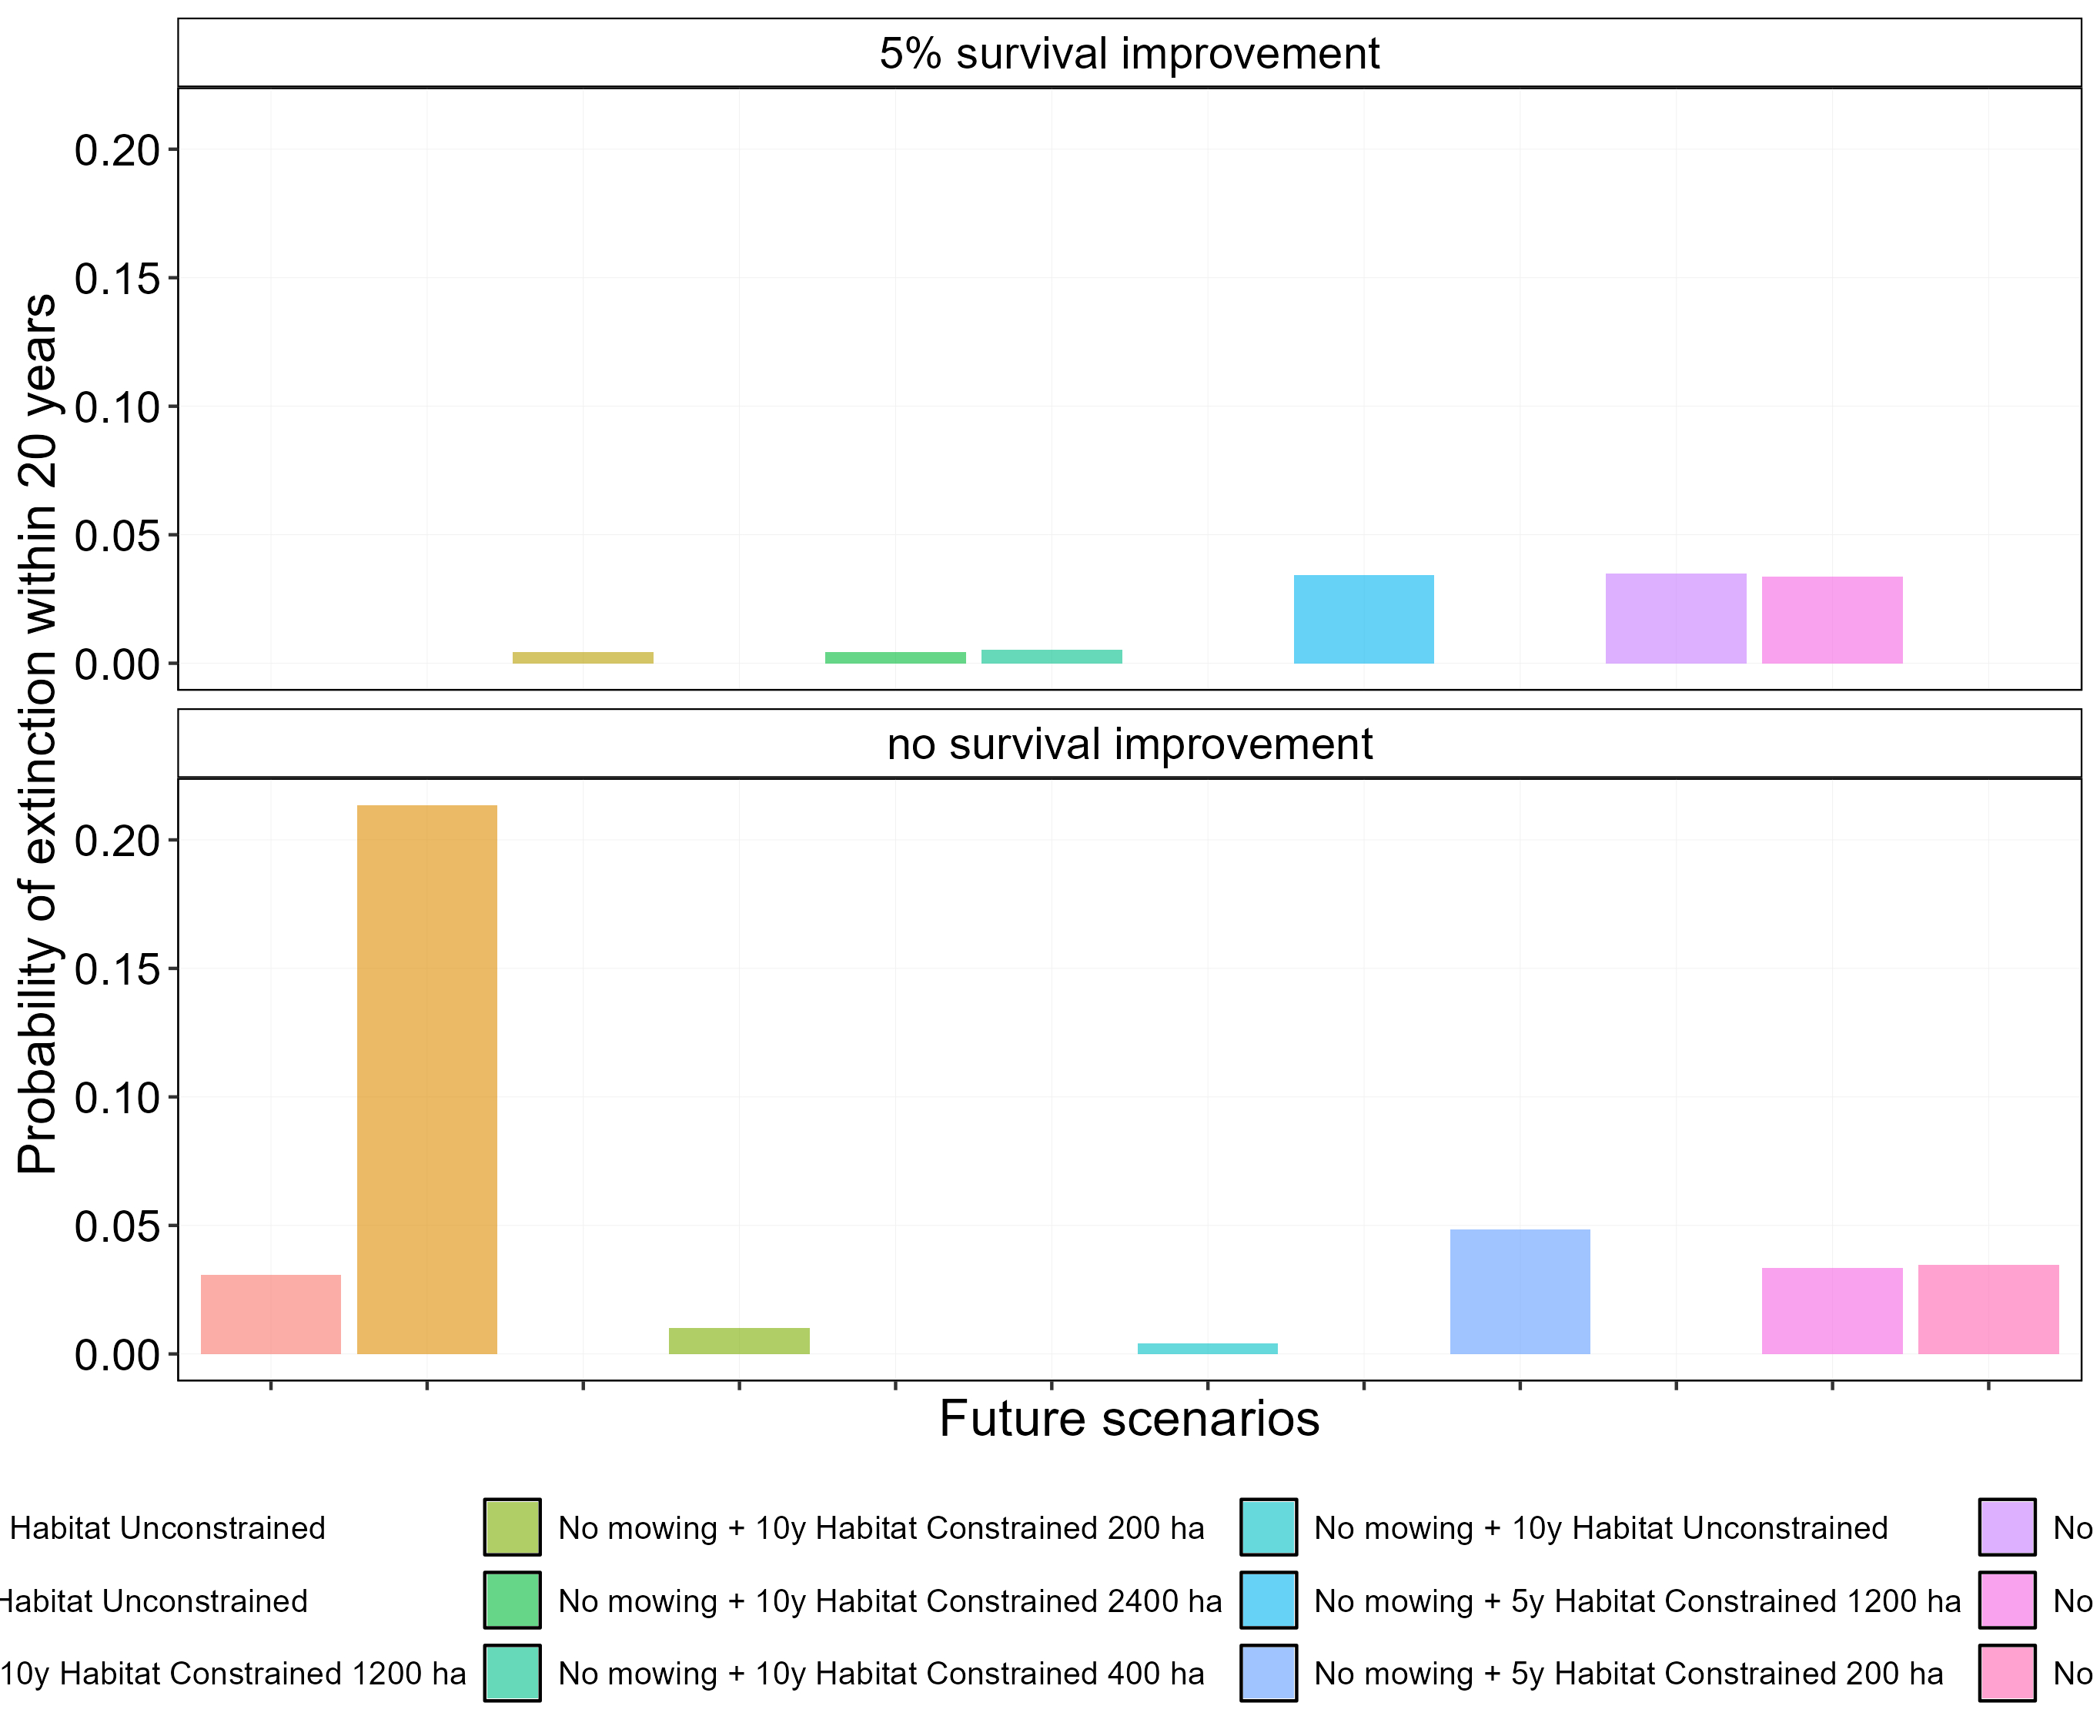 5% survival improvement
0.20
0.15
0.10
0.05
0.00
Probability of extinction within 20 years
no survival improvement
0.20
0.15
0.10
0.05
0.00
Future scenarios
Habitat Unconstrained
No mowing + 10y Habitat Constrained 200 ha
No mowing + 10y Habitat Unconstrained
No
Habitat Unconstrained
No mowing + 10y Habitat Constrained 2400 ha
No mowing + 5y Habitat Constrained 1200 ha
No
10y Habitat Constrained 1200 ha
No mowing + 10y Habitat Constrained 400 ha
No mowing + 5y Habitat Constrained 200 ha
No